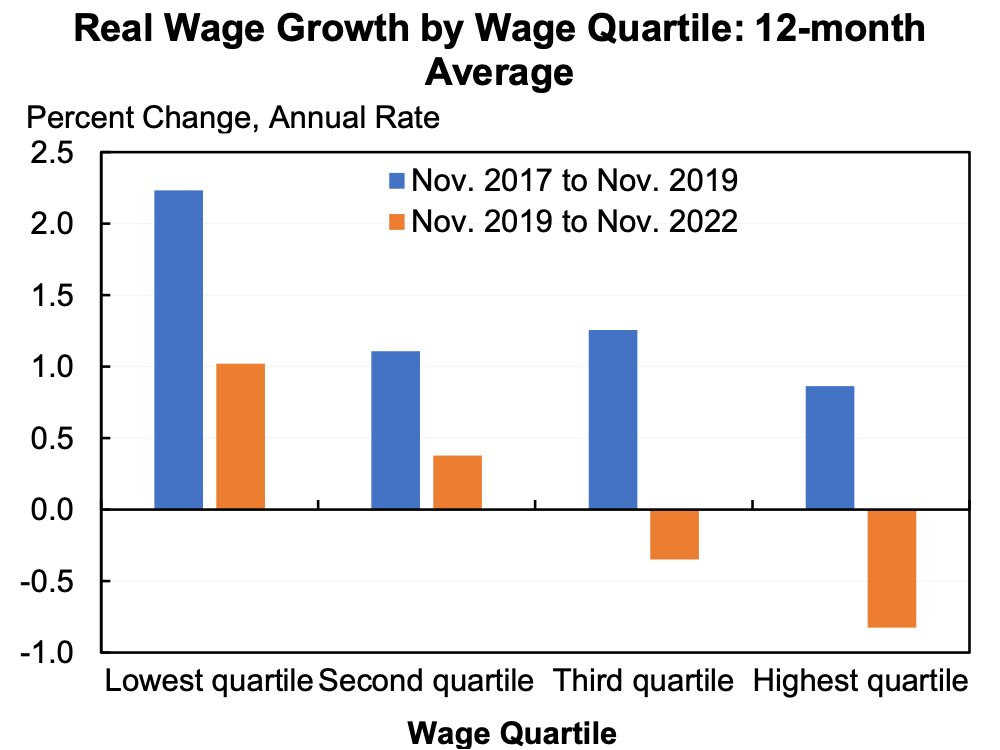 Real Wage Growth by Wage Quartile: 12-month
Average
Percent Change, Annual Rate
2.5
Nov. 2017 to Nov. 2019
Nov. 2019 to Nov. 2022
2.0
1.5
1.0
0.5
0.0
-0.5
-1.0
Lowest quartile Second quartile Third quartile Highest quartile
Wage Quartile